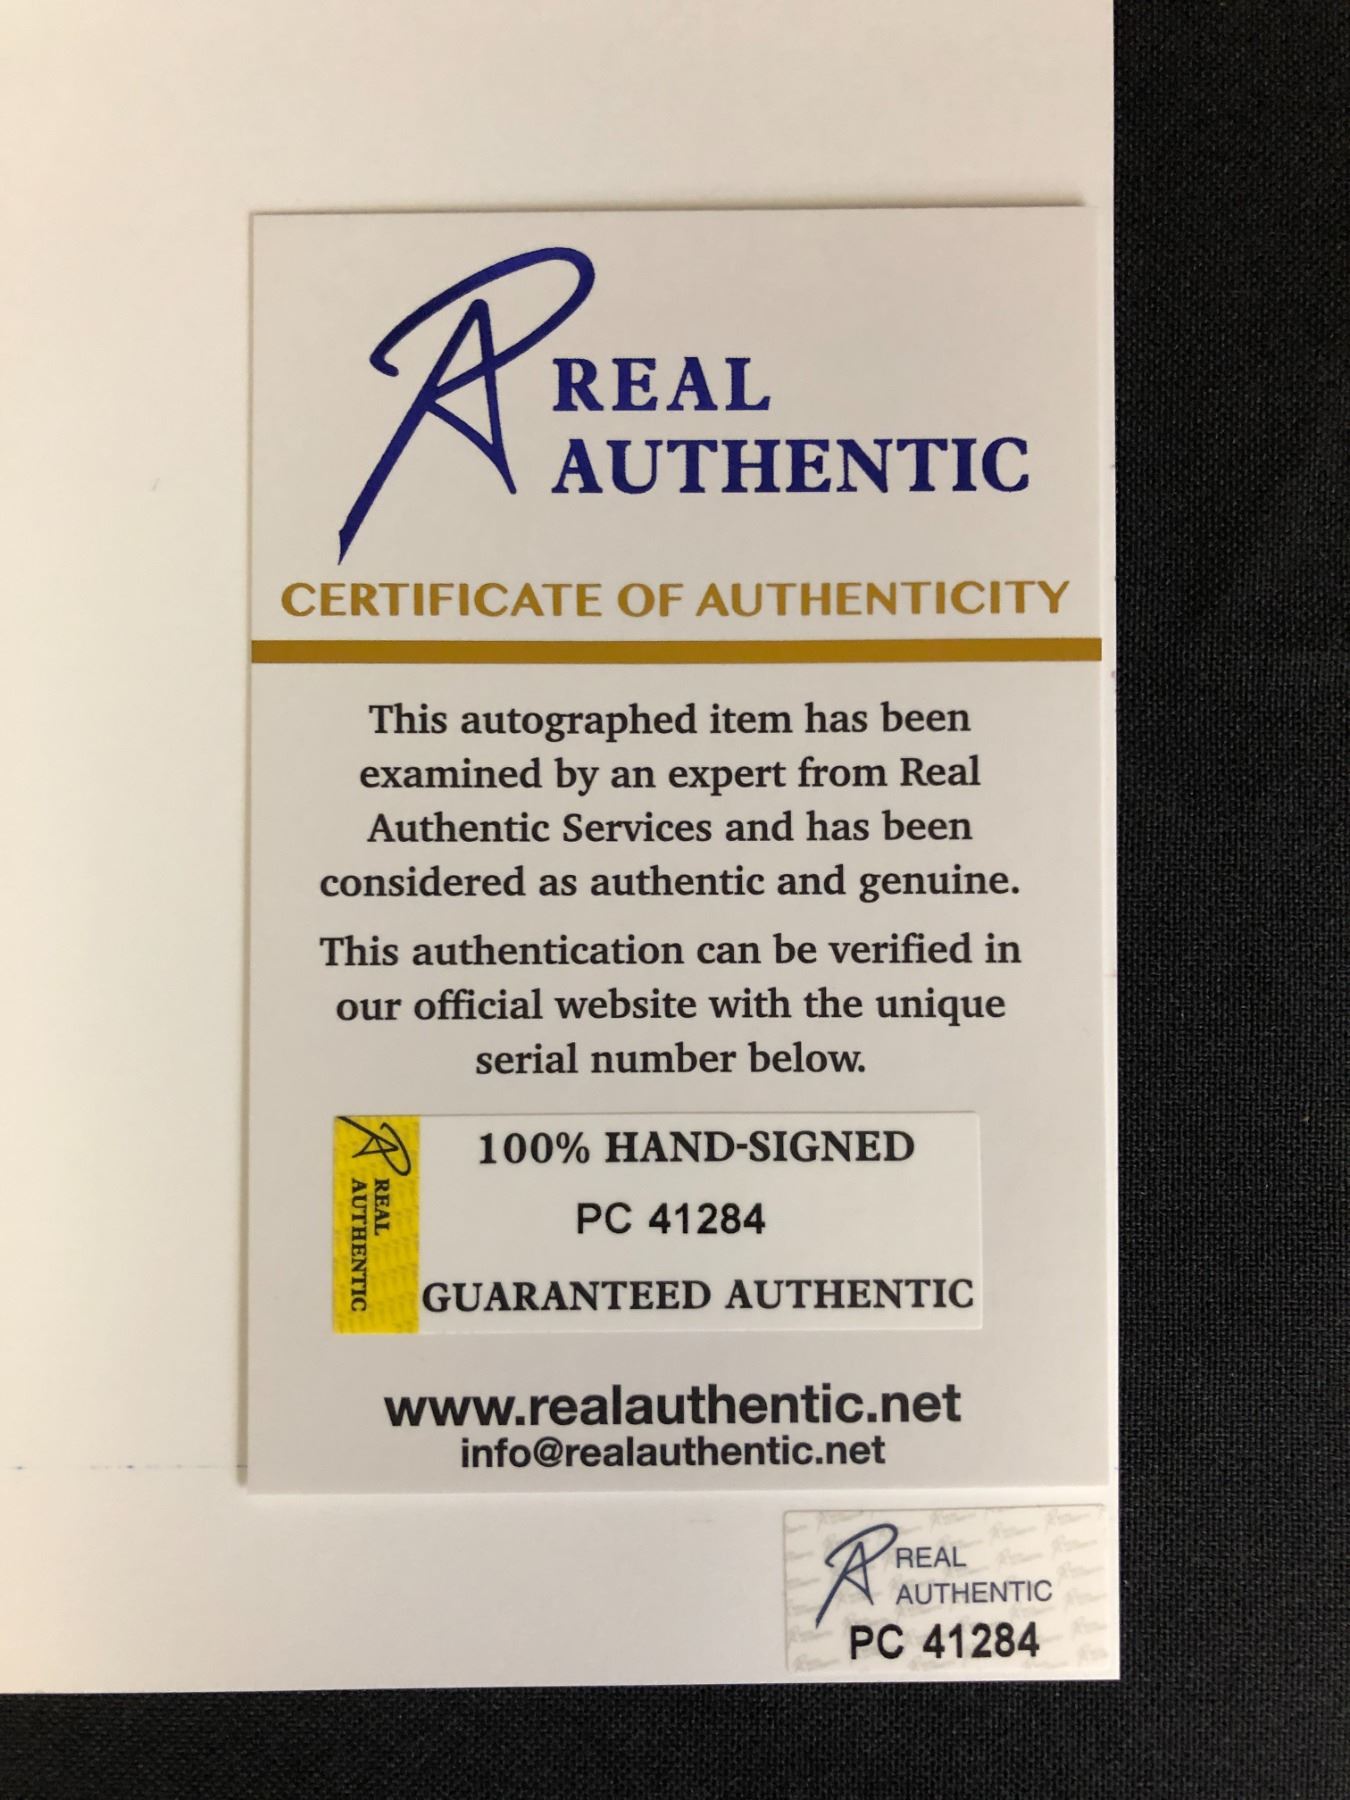 REAL
AUTHENTIC
CERTIFICATE OF AUTHENTICITY
This autographed item has been
examined by an expert from Real
Authentic Services and has been
considered as authentic and genuine.
This authentication can be verified in
our official website with the unique
serial number below.
REAL
AUTHENTIC
100% HAND-SIGNED
PC 41284
GUARANTEED AUTHENTIC
www.realauthentic.net
info@realauthentic.net
REAL
AUTHENTIC
PC 41284